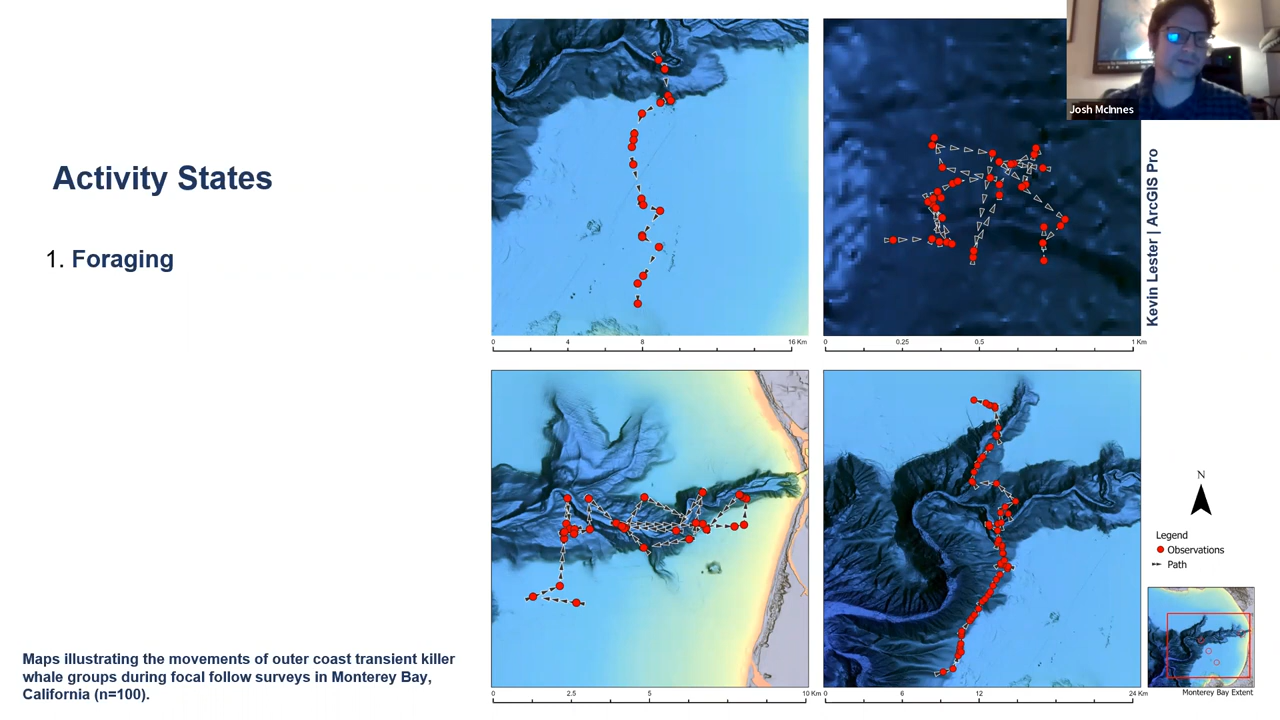 Josh McInnes
Activity States
1. Foraging
Kevin Lester | ArcGIS Pro
0 4 8 16 Km
0 0.25 0.5 1 Km
N
Legend
Observations
Path
Maps illustrating the movements of outer coast transient killer
whale groups during focal follow surveys in Monterey Bay,
California (n=100).
0 2.5 5 10 Km
0 6 12 24 Km
Monterey Bay Extent